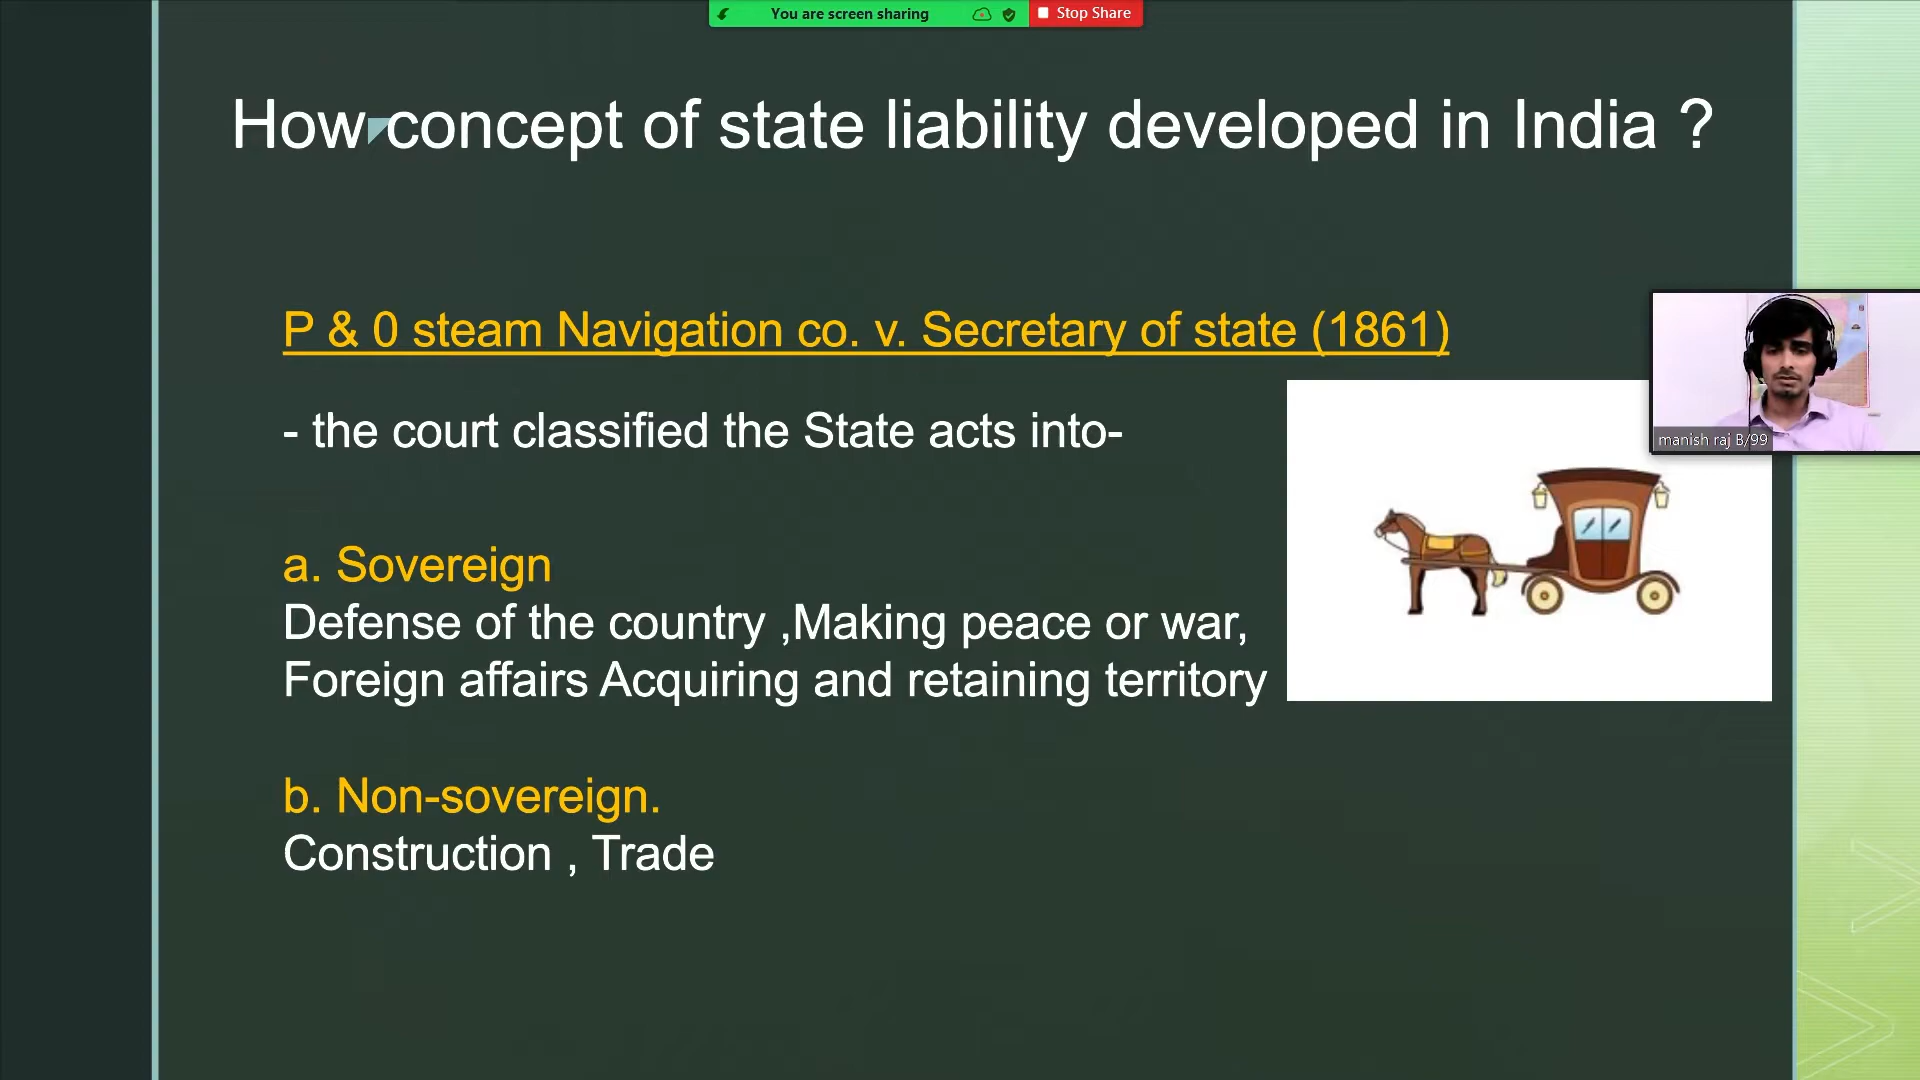 You are screen sharing
Stop Share
How concept of state liability developed in India ?
P & 0 steam Navigation co. v. Secretary of state (1861)
- the court classified the State acts into-
manish raj B/99
a. Sovereign
Defense of the country ,Making peace or war,
Foreign affairs Acquiring and retaining territory
b. Non-sovereign.
Construction , Trade